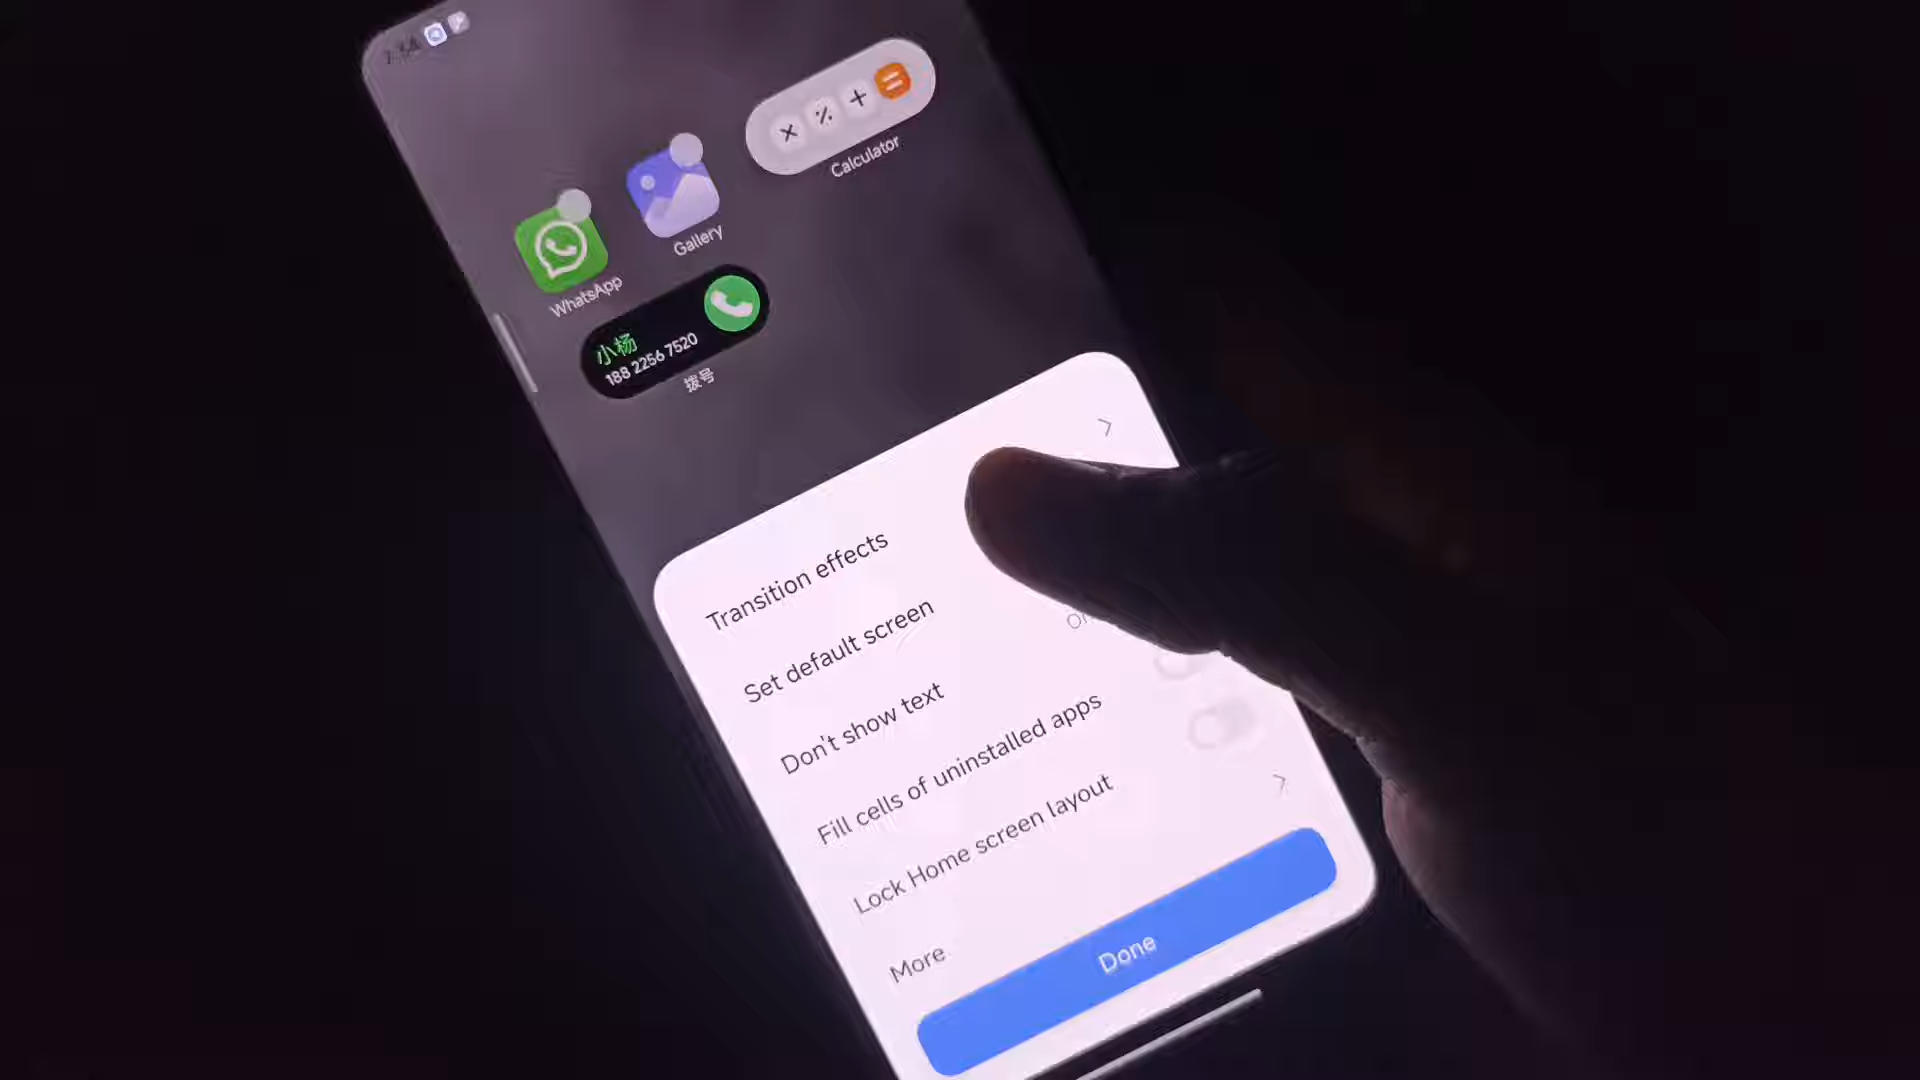 Calculator
Gallery
WhatsApp
小杨
188 2256 7520
拨号
Transition effects
Set default screen
Don't show text
Fill cells of uninstalled apps
Lock Home screen layout
More
Done